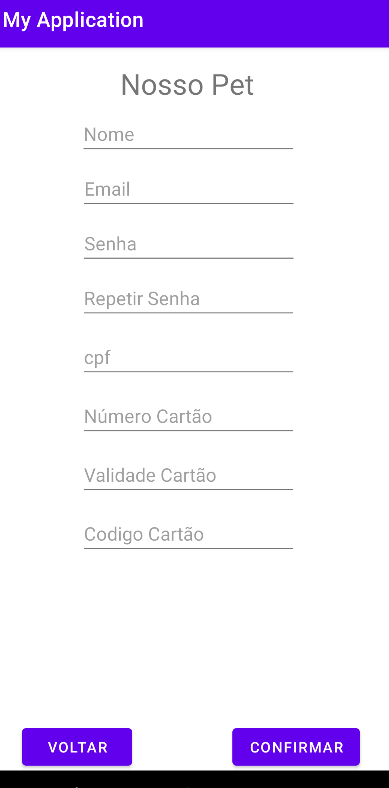 My Application
Nosso Pet
Nome
Email
Senha
Repetir Senha
cpf
Número Cartão
Validade Cartão
Codigo Cartão
VOLTAR
CONFIRMAR